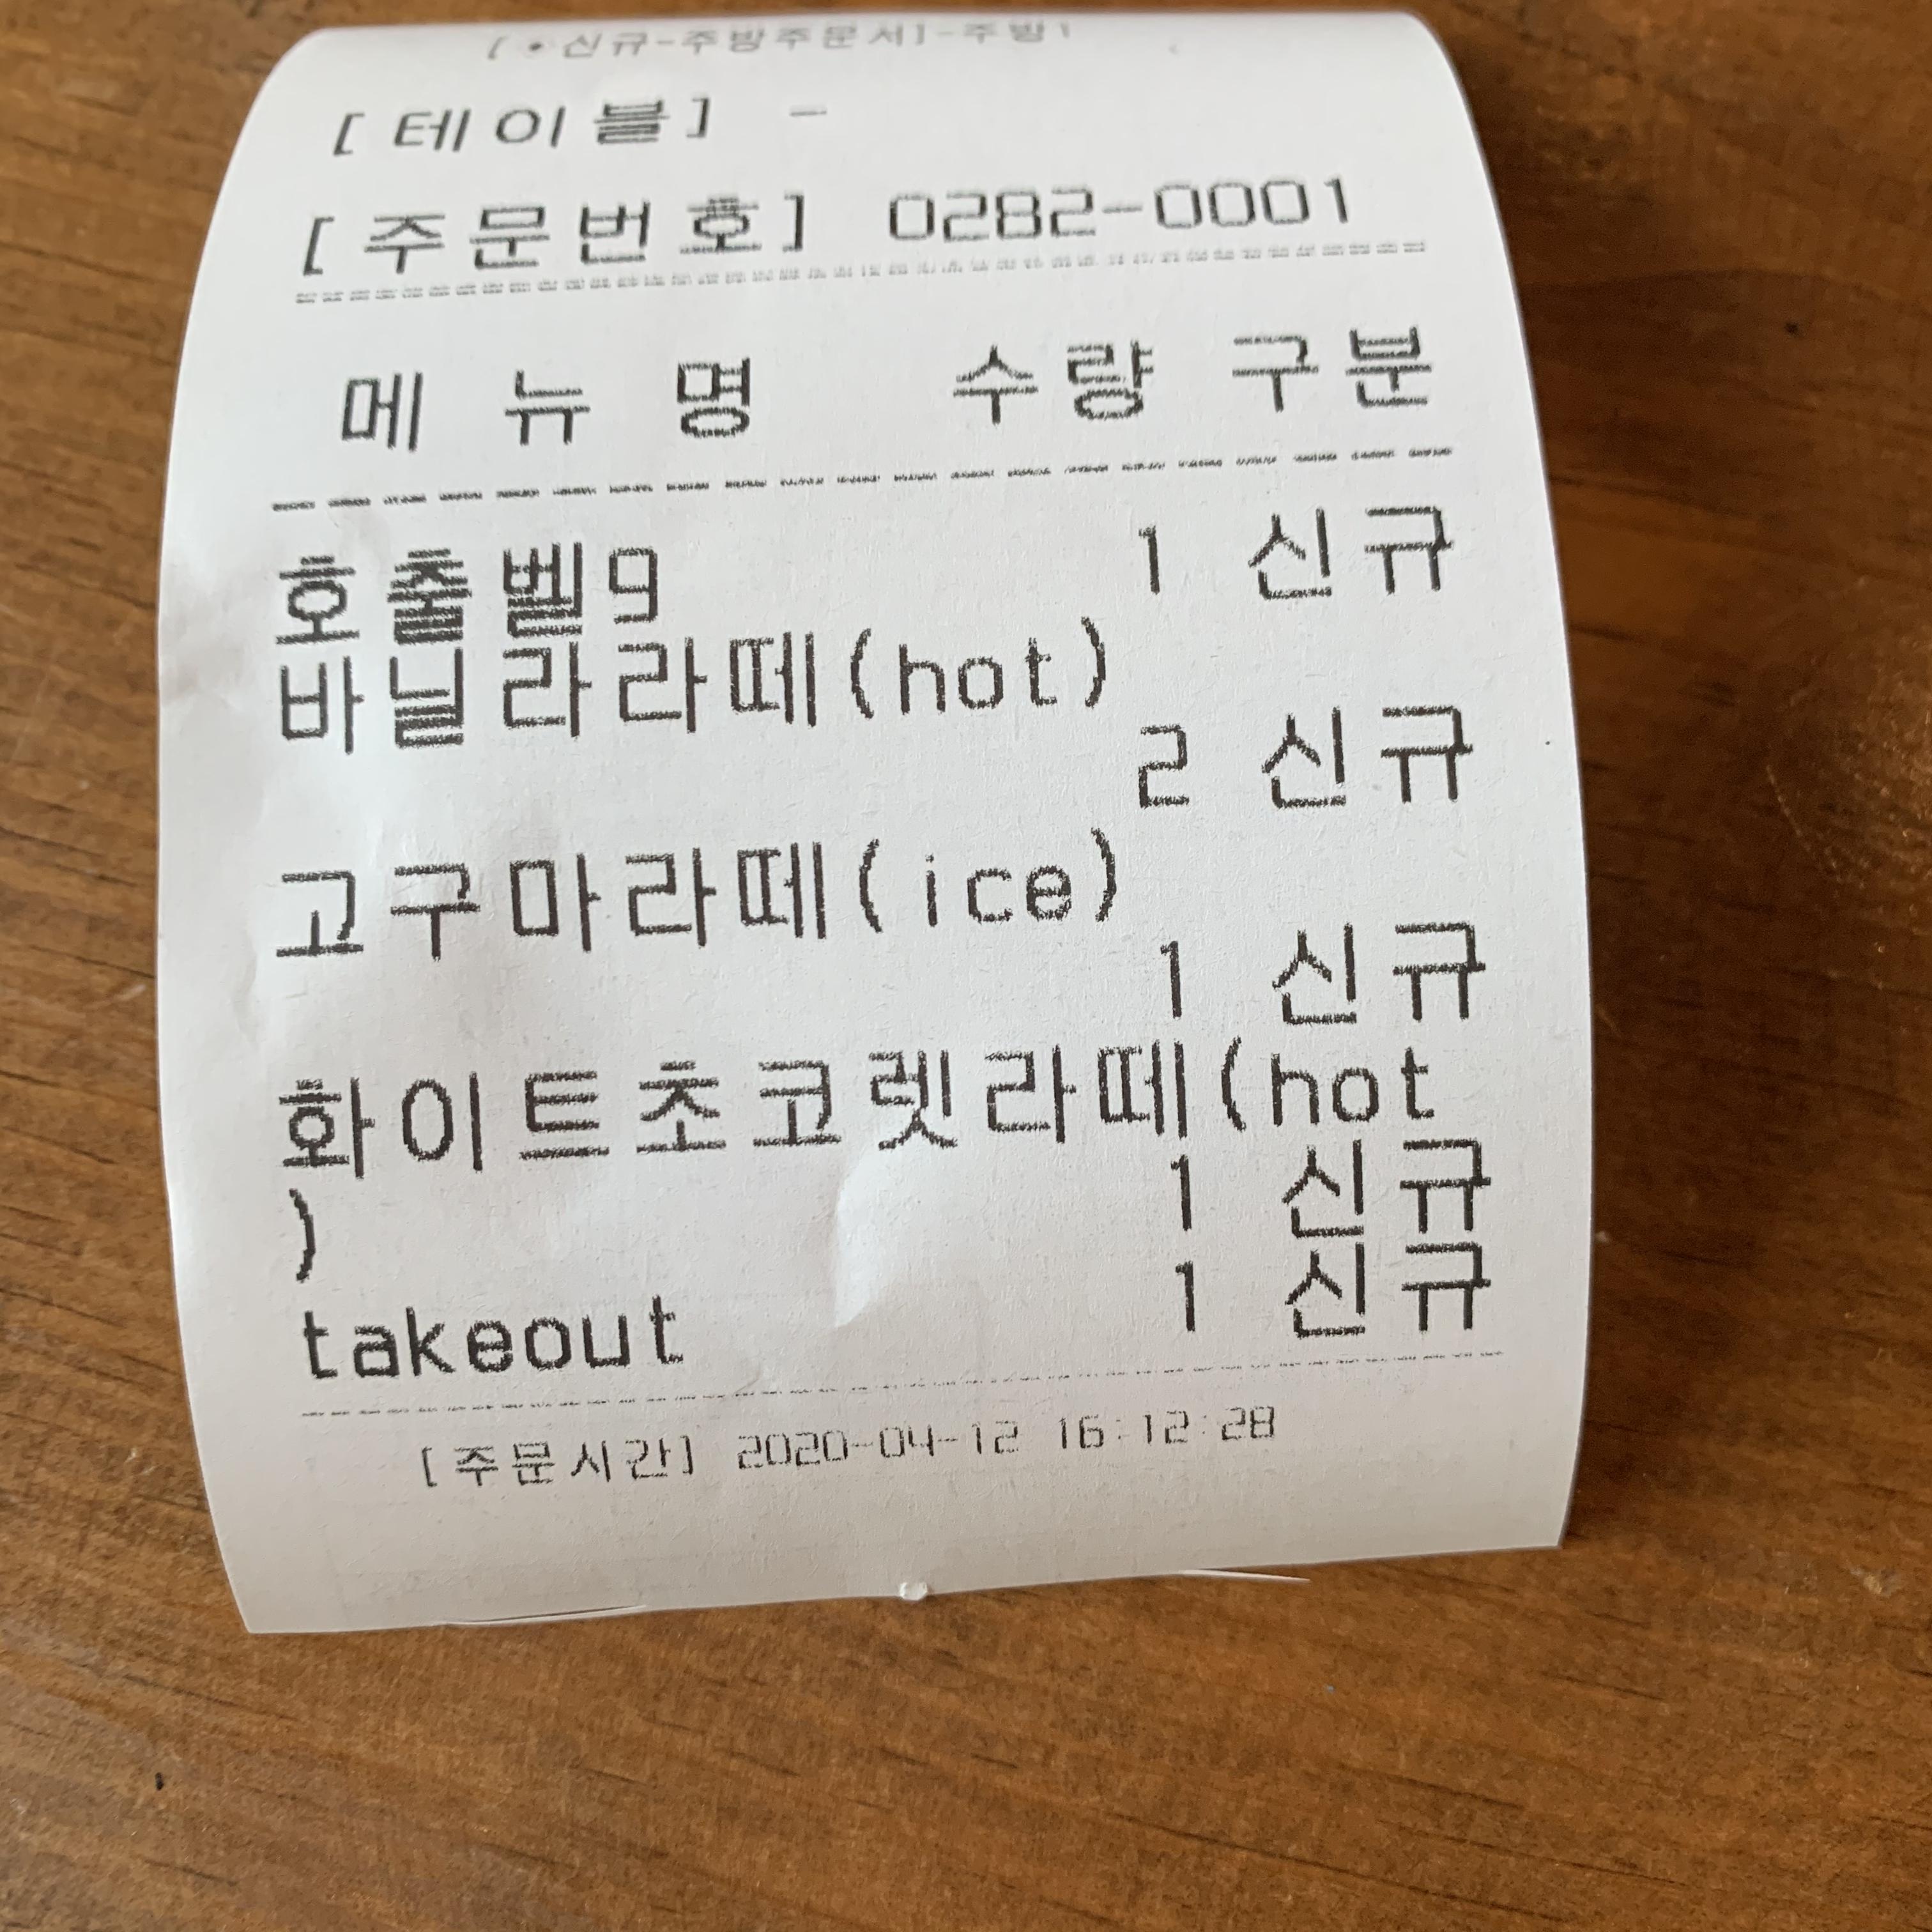 [ *신규-주방주문서]-주방1
[테이블] -
[주문번호] 0282-0001
메 뉴 명 수량 구분
호출벨9 1 신규
바닐라라떼(hot)
2 신규
고구마라떼(ice)
1 신규
화이트초코렛라떼(hot
) 1 신규
takeout 1 신규
[주문시간] 2020-04-12 16:12:28